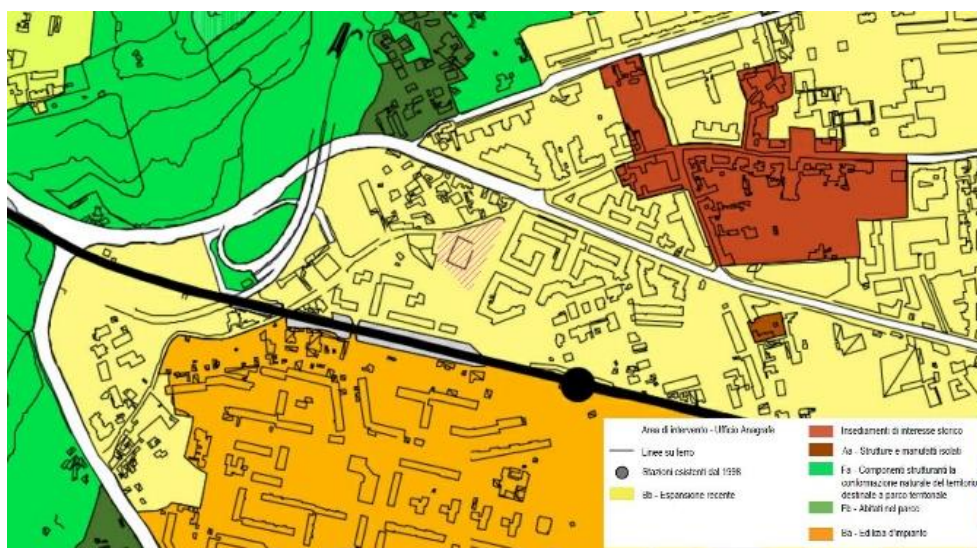 Area di intervento - Ufficio Anagrafe
Linee su ferro
Stazioni esistenti dal 1998
Bb - Espansione recente
Insediamenti di interesse storico
Aa - Strutture e manufatti isolati
Fa - Componenti strutturanti la
conformazione naturale del territorio
destinate a parco territoriale
Fb - Abitati nel parco
Ba - Edilizia d'impianto